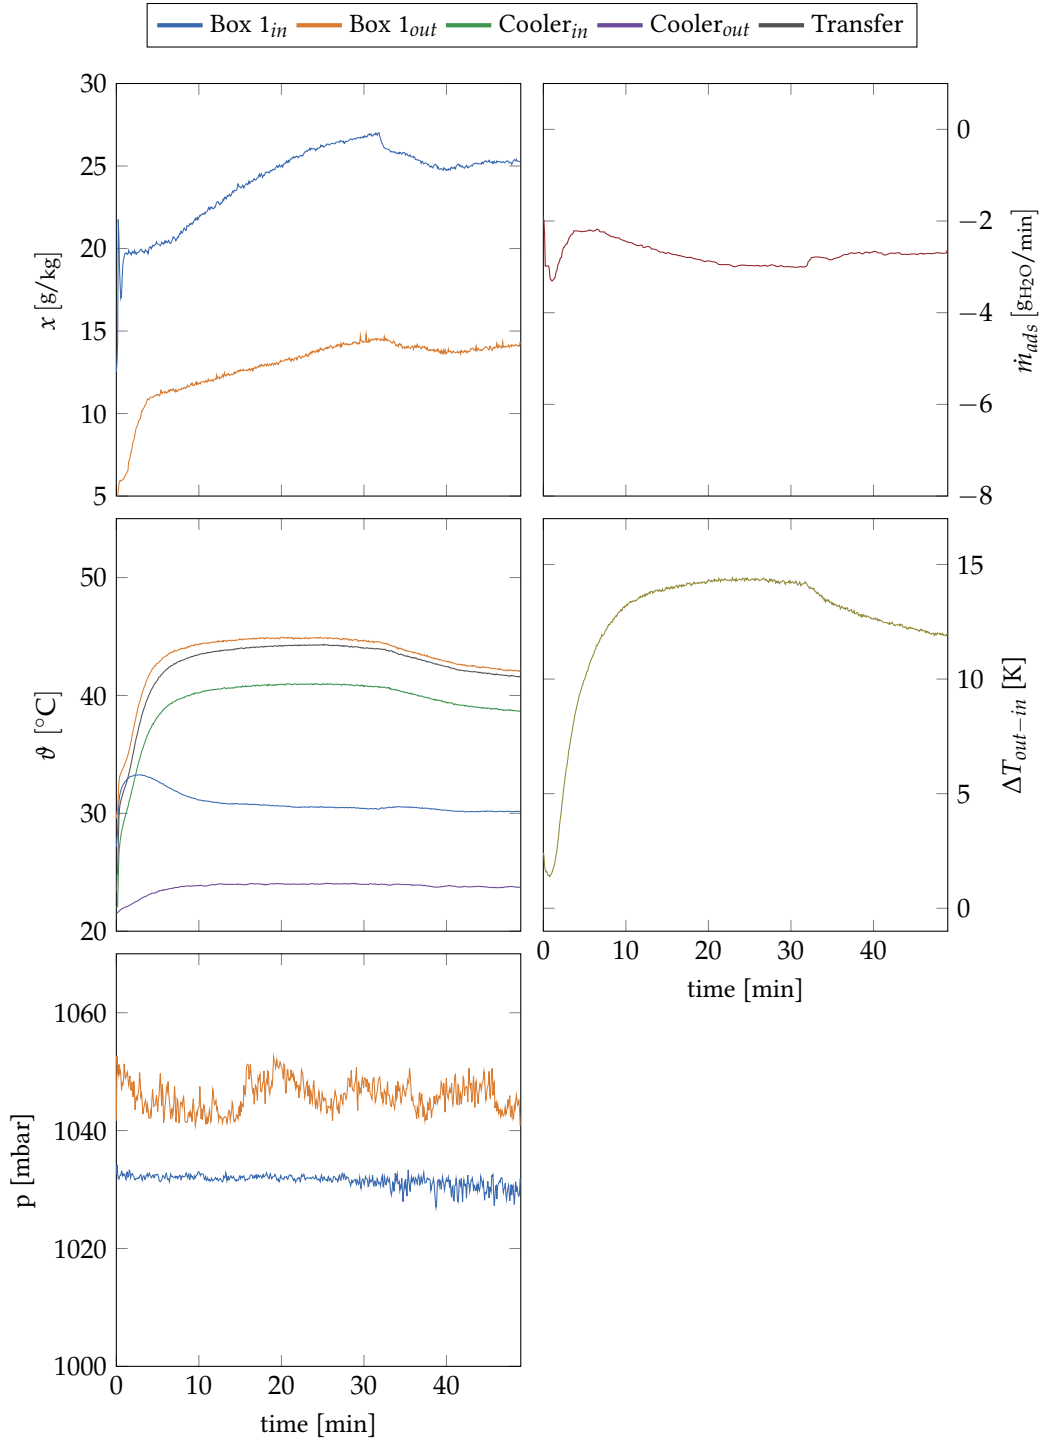 Box 1in Box 1out Coolerin Coolerout Transfer
30
25
20
15
10
5
x [g/kg]
0
−2
−4
−6
−8
ṁads [gH2O/min]
50
40
30
20
ϑ [°C]
15
10
5
0
ΔTout−in [K]
0 10 20 30 40
time [min]
1060
1040
1020
1000
p [mbar]
0 10 20 30 40
time [min]